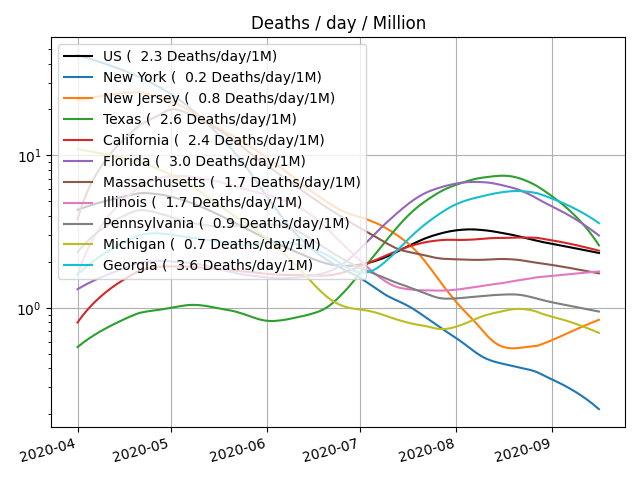 Deaths / day / Million
US (  2.3 Deaths/day/1M)
New York (  0.2 Deaths/day/1M)
New Jersey (  0.8 Deaths/day/1M)
Texas (  2.6 Deaths/day/1M)
California (  2.4 Deaths/day/1M)
Florida (  3.0 Deaths/day/1M)
Massachusetts (  1.7 Deaths/day/1M)
Illinois (  1.7 Deaths/day/1M)
Pennsylvania (  0.9 Deaths/day/1M)
Michigan (  0.7 Deaths/day/1M)
Georgia (  3.6 Deaths/day/1M)
10¹
10⁰
2020-04 2020-05 2020-06 2020-07 2020-08 2020-09